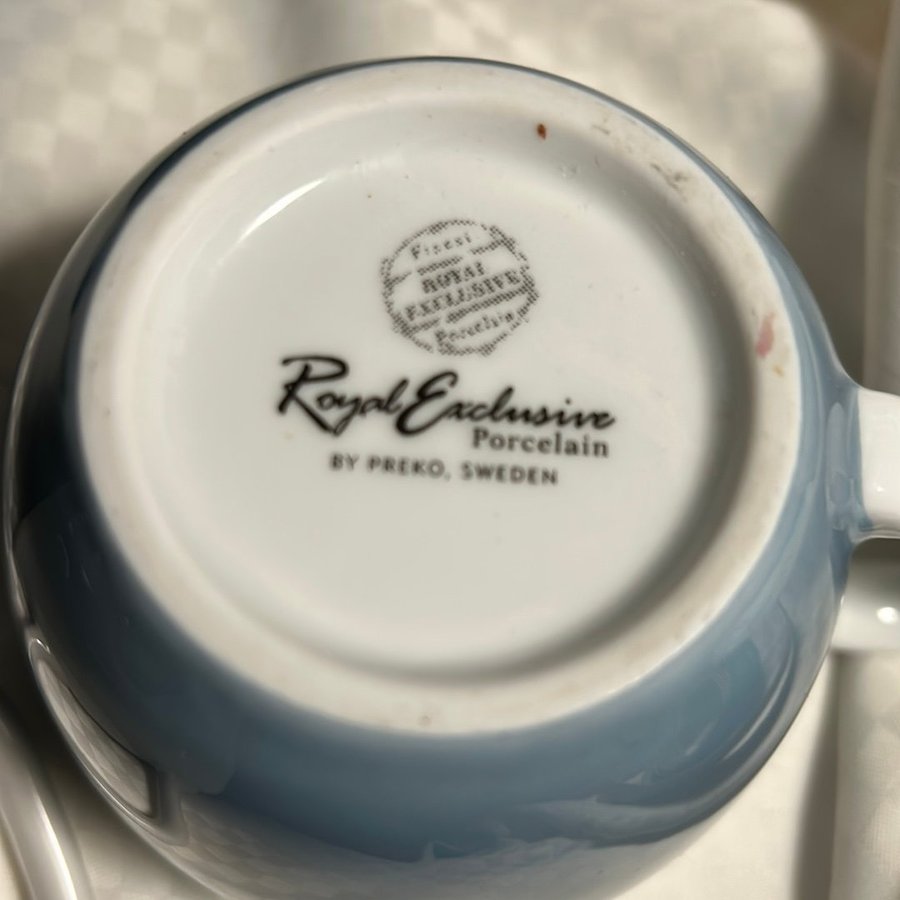 Finest
ROYAL
EXCLUSIVE
Porcelain
Royal Exclusive
Porcelain
BY PREKO, SWEDEN